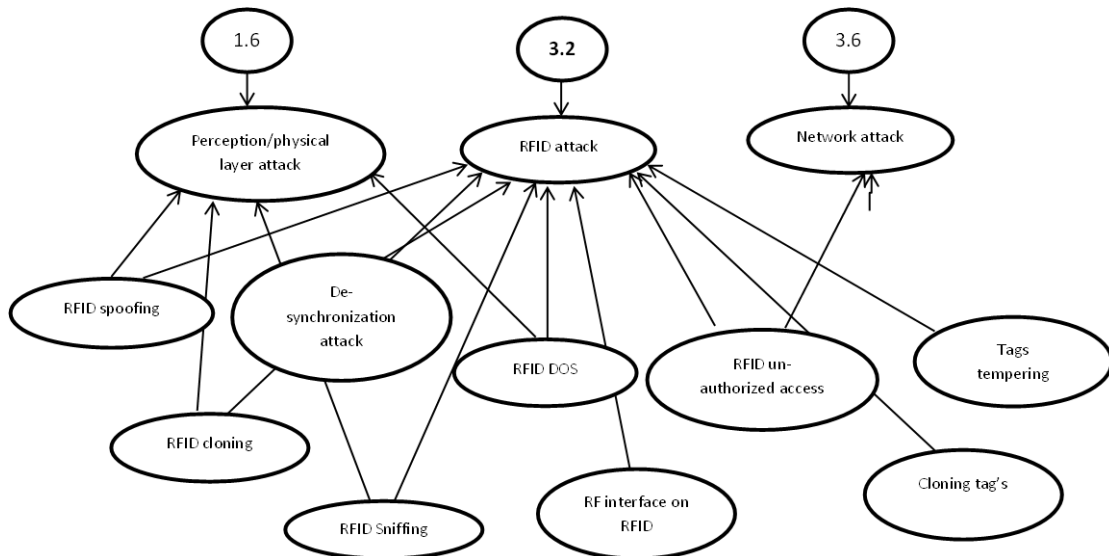 1.6
3.2
3.6
Perception/physical
layer attack
RFID attack
Network attack
RFID spoofing
De-
synchronization
attack
RFID DOS
RFID un-
authorized access
Tags
tempering
RFID cloning
RFID Sniffing
RF interface on
RFID
Cloning tag's